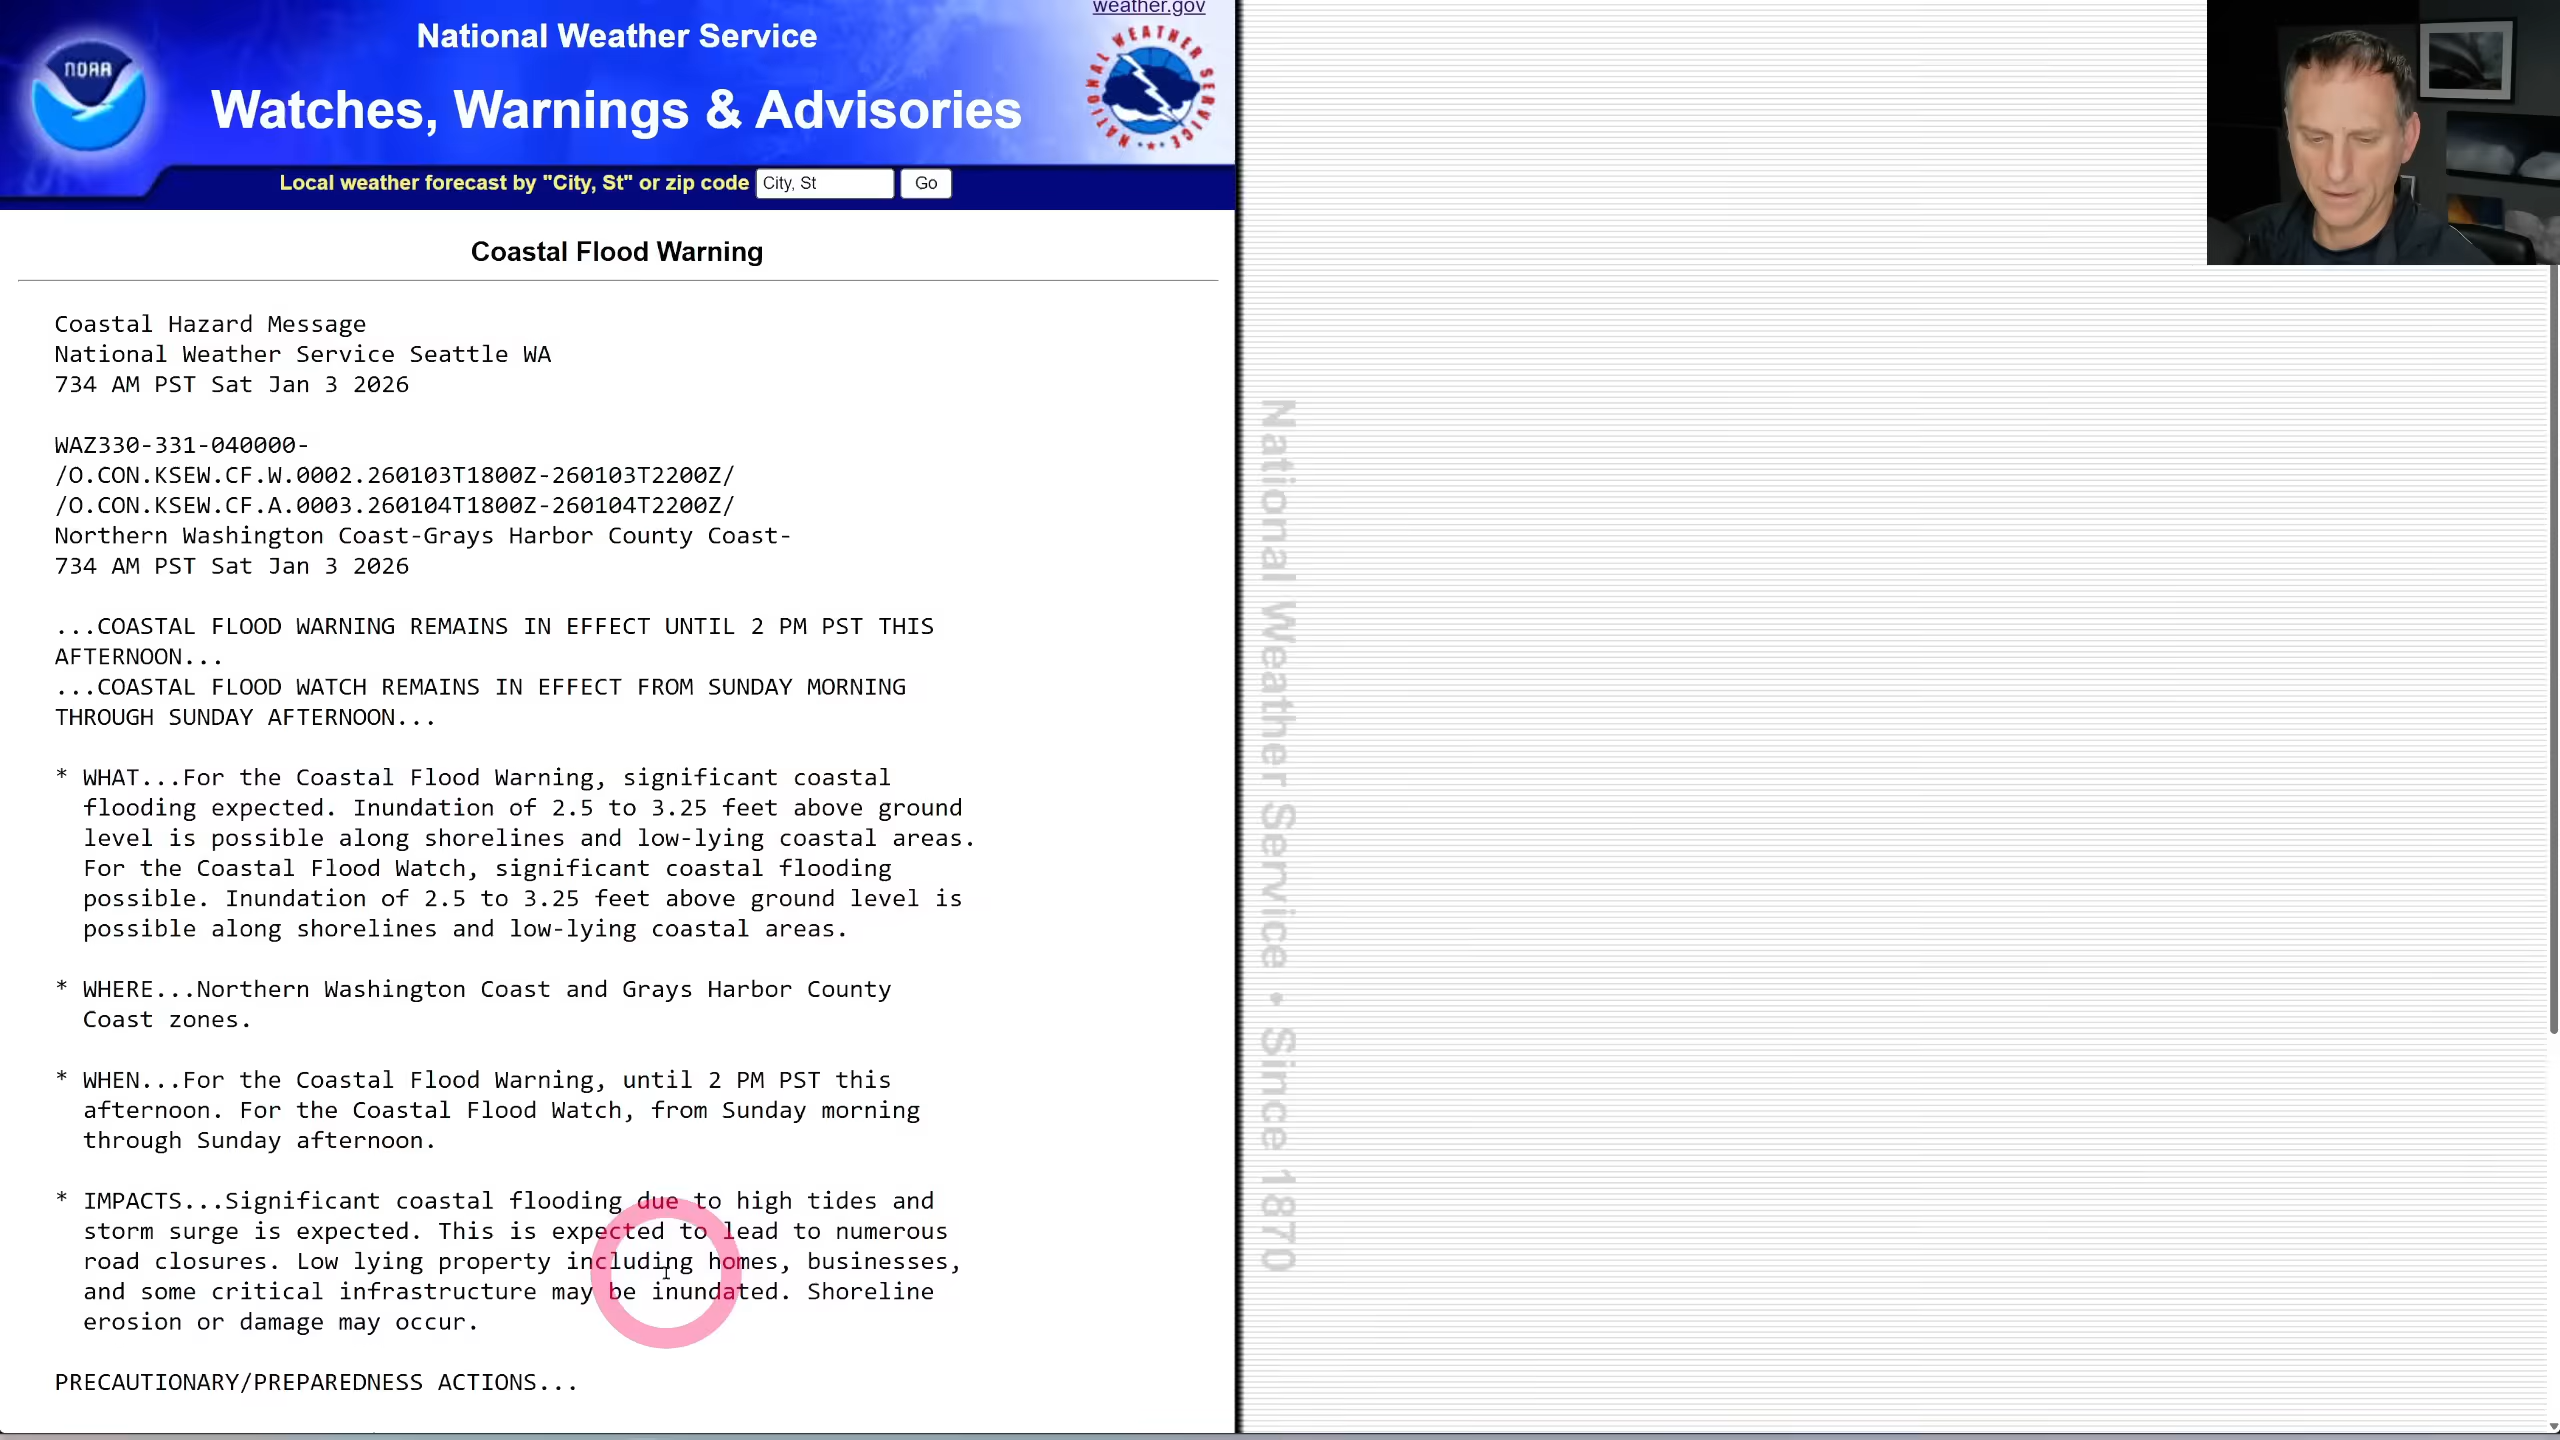 weather.gov
National Weather Service
NOAA
Watches, Warnings & Advisories
NATIONAL WEATHER SERVICE
Local weather forecast by "City, St" or zip code City, St Go
Coastal Flood Warning
Coastal Hazard Message
National Weather Service Seattle WA
734 AM PST Sat Jan 3 2026
WAZ330-331-040000-
/O.CON.KSEW.CF.W.0002.260103T1800Z-260103T2200Z/
/O.CON.KSEW.CF.A.0003.260104T1800Z-260104T2200Z/
Northern Washington Coast-Grays Harbor County Coast-
734 AM PST Sat Jan 3 2026
...COASTAL FLOOD WARNING REMAINS IN EFFECT UNTIL 2 PM PST THIS
AFTERNOON...
...COASTAL FLOOD WATCH REMAINS IN EFFECT FROM SUNDAY MORNING
THROUGH SUNDAY AFTERNOON...
* WHAT...For the Coastal Flood Warning, significant coastal
flooding expected. Inundation of 2.5 to 3.25 feet above ground
level is possible along shorelines and low-lying coastal areas.
For the Coastal Flood Watch, significant coastal flooding
possible. Inundation of 2.5 to 3.25 feet above ground level is
possible along shorelines and low-lying coastal areas.
* WHERE...Northern Washington Coast and Grays Harbor County
Coast zones.
* WHEN...For the Coastal Flood Warning, until 2 PM PST this
afternoon. For the Coastal Flood Watch, from Sunday morning
through Sunday afternoon.
* IMPACTS...Significant coastal flooding due to high tides and
storm surge is expected. This is expected to lead to numerous
road closures. Low lying property including homes, businesses,
and some critical infrastructure may be inundated. Shoreline
erosion or damage may occur.
PRECAUTIONARY/PREPAREDNESS ACTIONS...
National Weather Service • Since 1870